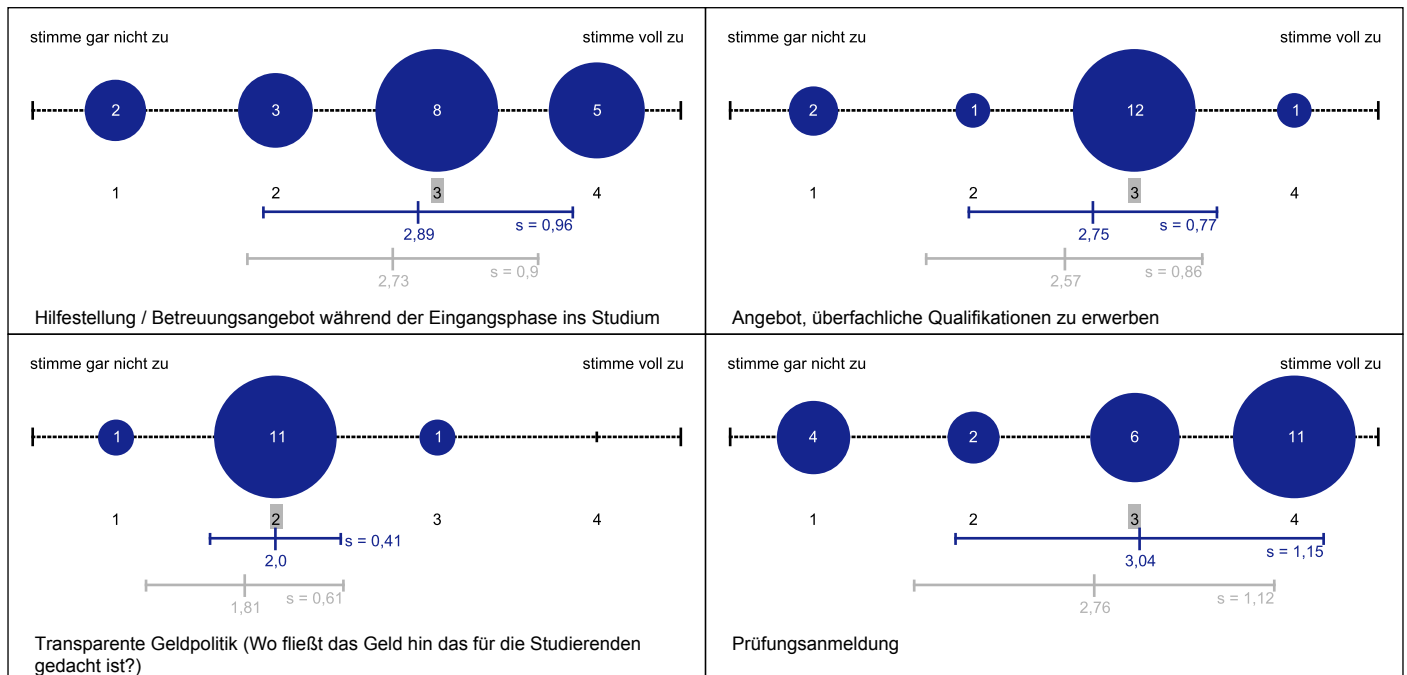 stimme gar nicht zu stimme voll zu
2 3 8 5
1 2 3 4
s = 0,96
2,89
s = 0,9
2,73
Hilfestellung / Betreuungsangebot während der Eingangsphase ins Studium
stimme gar nicht zu stimme voll zu
2 1 12 1
1 2 3 4
s = 0,77
2,75
s = 0,86
2,57
Angebot, überfachliche Qualifikationen zu erwerben
stimme gar nicht zu stimme voll zu
1 11 1
1 2 3 4
s = 0,41
2,0
s = 0,61
1,81
Transparente Geldpolitik (Wo fließt das Geld hin das für die Studierenden
gedacht ist?)
stimme gar nicht zu stimme voll zu
4 2 6 11
1 2 3 4
s = 1,15
3,04
s = 1,12
2,76
Prüfungsanmeldung